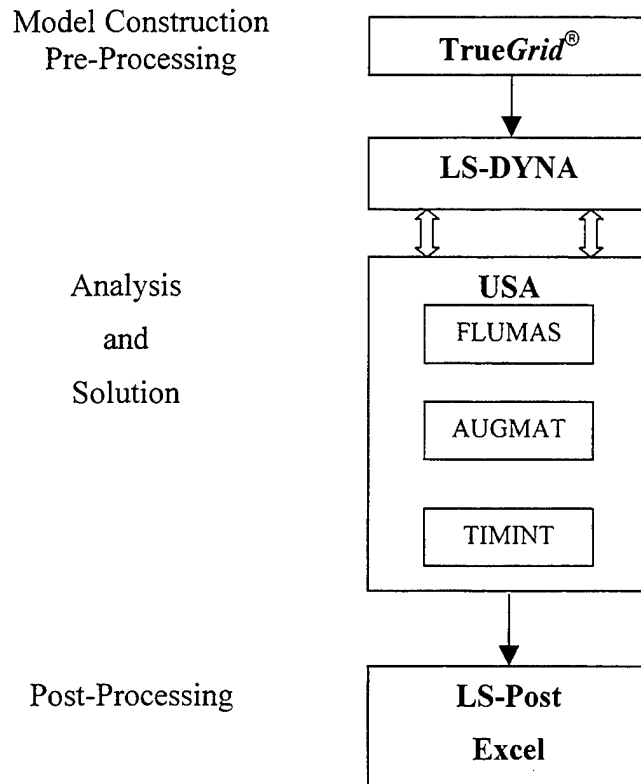 Model Construction
Pre-Processing
TrueGrid®
LS-DYNA
Analysis
and
Solution
USA
FLUMAS
AUGMAT
TIMINT
Post-Processing
LS-Post
Excel